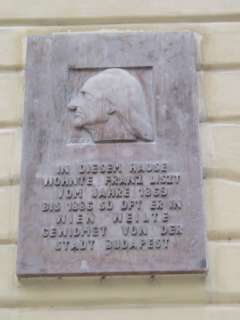 IN DIESEM HAUSE
WOHNTE FRANZ LISZT
VOM JAHRE 1869
BIS 1886 SO OFT ER IN
WIEN WEILTE
GEWIDMET VON DER
STADT BUDAPEST